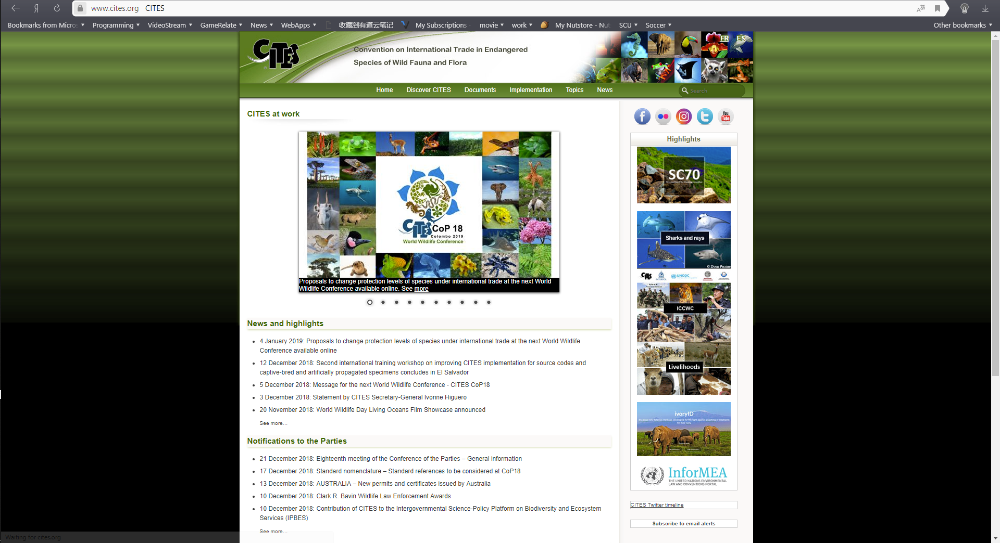 www.cites.org CITES
Bookmarks from Micros
Programming
VideoStream
GameRelate
News
WebApps
收藏到有道云笔记
My Subscriptions -
movie
work
My Nutstore - Nut
SCU
Soccer
Other bookmarks
CITES
Convention on International Trade in Endangered
Species of Wild Fauna and Flora
FR ES
Home
Discover CITES
Documents
Implementation
Topics
News
Search
CITES at work
CITES CoP 18
Colombo 2019
World Wildlife Conference
Proposals to change protection levels of species under international trade at the next World
Wildlife Conference available online. See more
News and highlights
4 January 2019: Proposals to change protection levels of species under international trade at the next World Wildlife
Conference available online
12 December 2018: Second international training workshop on improving CITES implementation for source codes and
captive-bred and artificially propagated specimens concludes in El Salvador
5 December 2018: Message for the next World Wildlife Conference - CITES CoP18
3 December 2018: Statement by CITES Secretary-General Ivonne Higuero
20 November 2018: World Wildlife Day Living Oceans Film Showcase announced
See more...
Notifications to the Parties
21 December 2018: Eighteenth meeting of the Conference of the Parties – General information
17 December 2018: Standard nomenclature – Standard references to be considered at CoP18
13 December 2018: AUSTRALIA – New permits and certificates issued by Australia
10 December 2018: Clark R. Bavin Wildlife Law Enforcement Awards
10 December 2018: Contribution of CITES to the Intergovernmental Science-Policy Platform on Biodiversity and Ecosystem
Services (IPBES)
See more...
You
Tube
Highlights
SC70
Sharks and rays
© Doug Perrine
CITES
INTERPOL
UNODC
ICCWC
Livelihoods
ivoryID
for their ivory
InforMEA
THE UNITED NATIONS ENVIRONMENTAL
LAW AND CONVENTIONS PORTAL
CITES Twitter timeline
Subscribe to email alerts
Waiting for cites.org